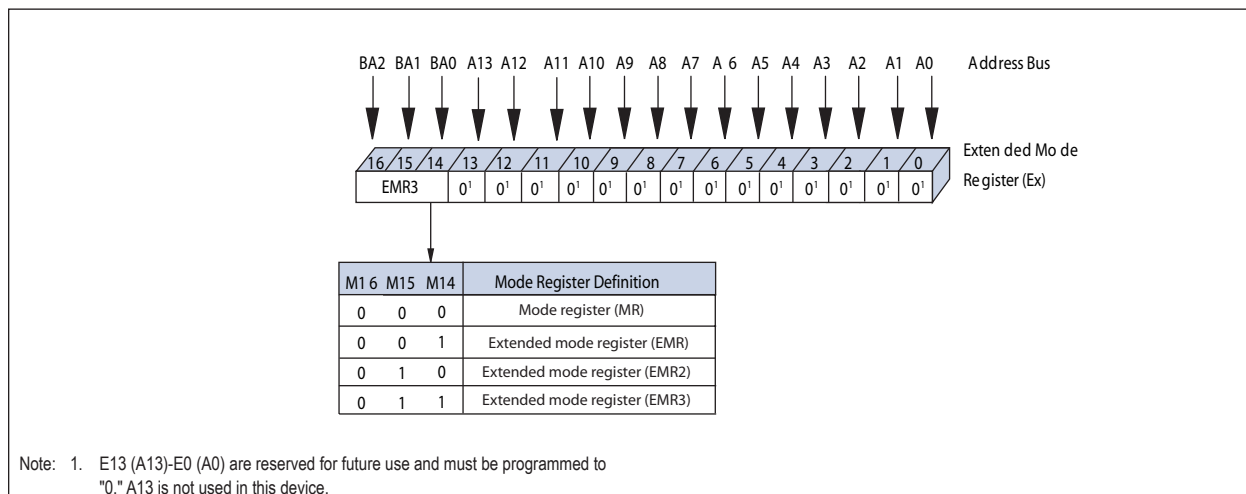 BA2 BA1 BA0 A13 A12 A11 A10 A9 A8 A7 A 6 A5 A4 A3 A2 A1 A0 Address Bus
16 15 14 13 12 11 10 9 8 7 6 5 4 3 2 1 0
Exten ded Mo de
Register (Ex)
EMR3 0¹ 0¹ 0¹ 0¹ 0¹ 0¹ 0¹ 0¹ 0¹ 0¹ 0¹ 0¹ 0¹ 0¹
M1 6 M15 M14 Mode Register Definition
0 0 0 Mode register (MR)
0 0 1 Extended mode register (EMR)
0 1 0 Extended mode register (EMR2)
0 1 1 Extended mode register (EMR3)
Note: 1. E13 (A13)-E0 (A0) are reserved for future use and must be programmed to
"0." A13 is not used in this device.